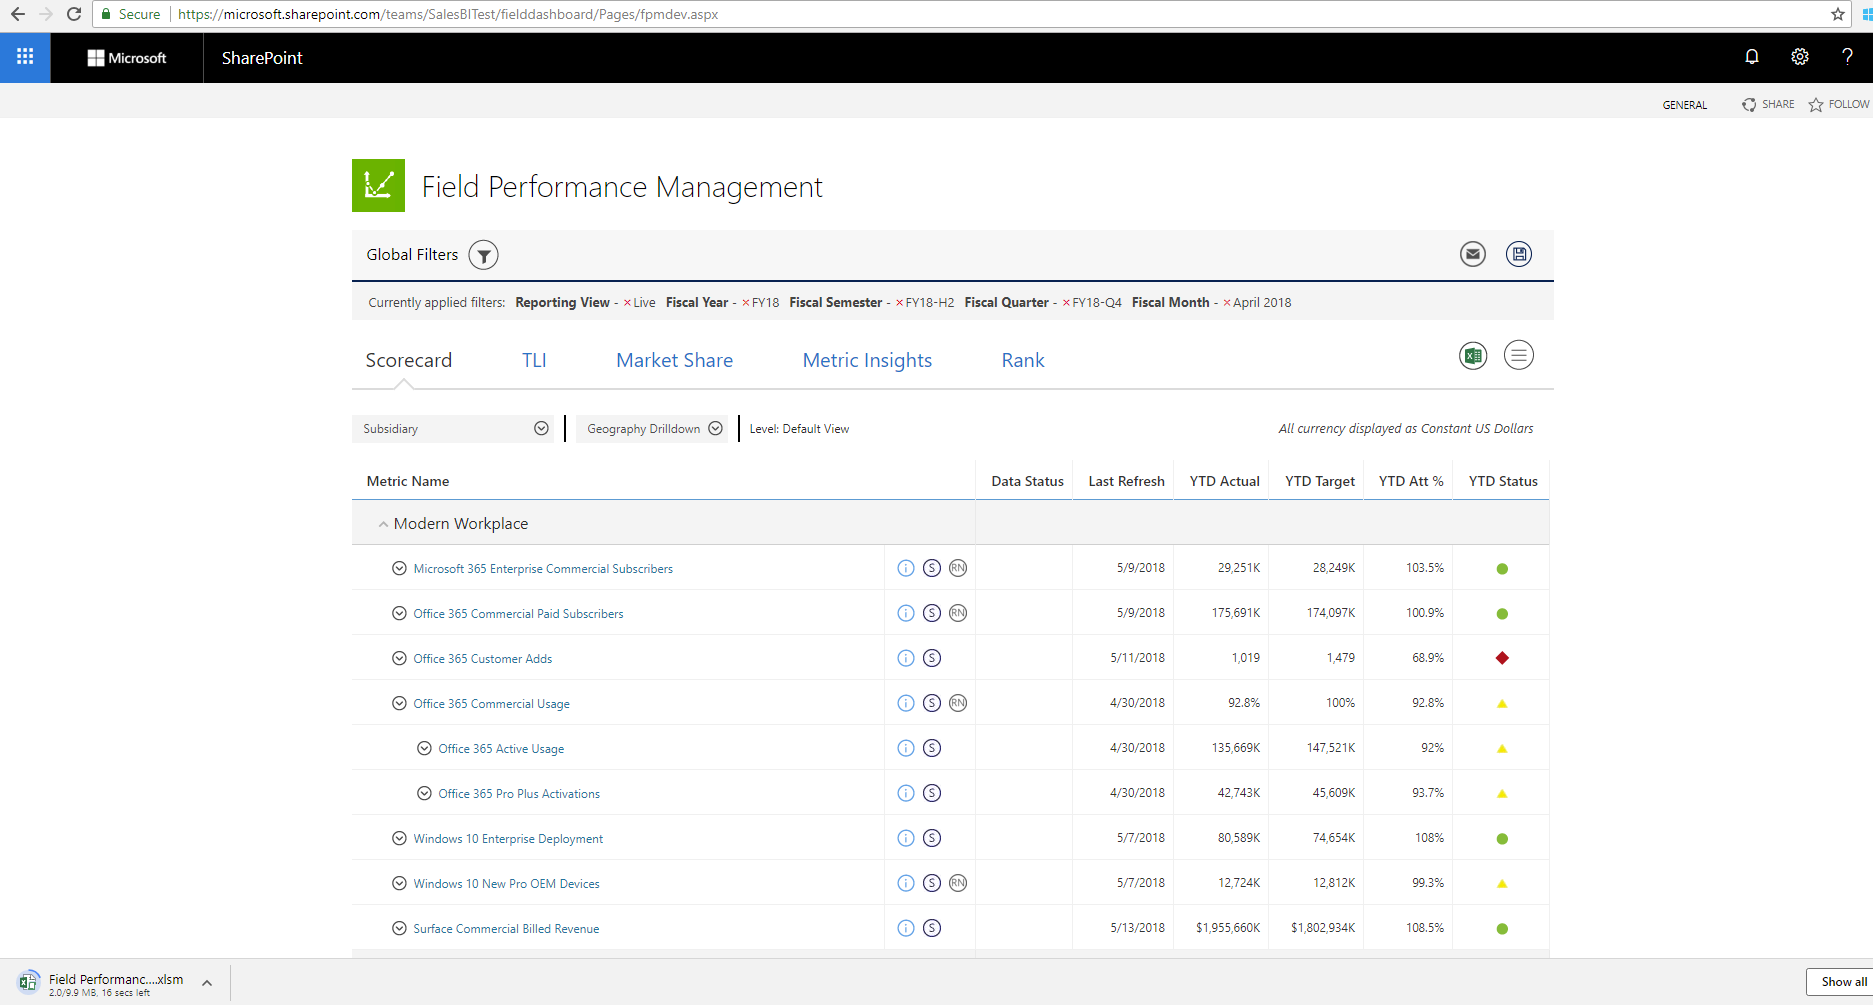 Secure https://microsoft.sharepoint.com/teams/SalesBITest/fielddashboard/Pages/fpmdev.aspx
Microsoft SharePoint ?
GENERAL SHARE FOLLOW
Field Performance Management
Global Filters
Currently applied filters: Reporting View - ×Live Fiscal Year - ×FY18 Fiscal Semester - ×FY18-H2 Fiscal Quarter - ×FY18-Q4 Fiscal Month - ×April 2018
Scorecard TLI Market Share Metric Insights Rank
Subsidiary Geography Drilldown Level: Default View All currency displayed as Constant US Dollars
Metric Name Data Status Last Refresh YTD Actual YTD Target YTD Att % YTD Status
Modern Workplace
Microsoft 365 Enterprise Commercial Subscribers i S RN 5/9/2018 29,251K 28,249K 103.5%
Office 365 Commercial Paid Subscribers i S RN 5/9/2018 175,691K 174,097K 100.9%
Office 365 Customer Adds i S 5/11/2018 1,019 1,479 68.9%
Office 365 Commercial Usage i S RN 4/30/2018 92.8% 100% 92.8%
Office 365 Active Usage i S 4/30/2018 135,669K 147,521K 92%
Office 365 Pro Plus Activations i S 4/30/2018 42,743K 45,609K 93.7%
Windows 10 Enterprise Deployment i S 5/7/2018 80,589K 74,654K 108%
Windows 10 New Pro OEM Devices i S RN 5/7/2018 12,724K 12,812K 99.3%
Surface Commercial Billed Revenue i S 5/13/2018 $1,955,660K $1,802,934K 108.5%
Field Performanc....xlsm
2.0/9.9 MB, 16 secs left
Show all